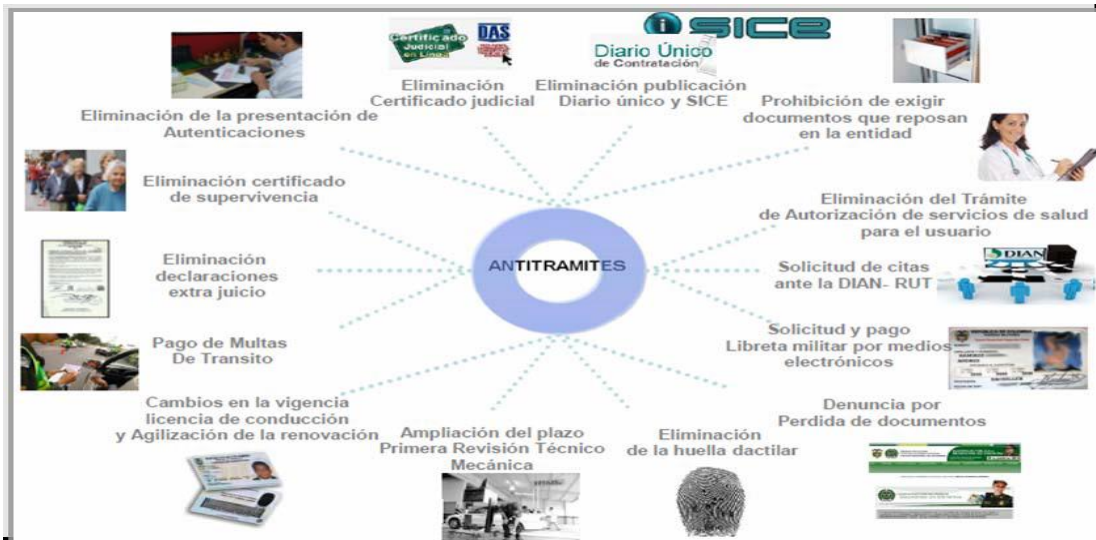 Certificado
Judicial
en Línea
DAS
SICE
Diario Único
de Contratación
Eliminación
Certificado judicial
Eliminación publicación
Diario único y SICE
Prohibición de exigir
documentos que reposan
en la entidad
Eliminación de la presentación de
Autenticaciones
Eliminación certificado
de supervivencia
Eliminación del Trámite
de Autorización de servicios de salud
para el usuario
ANTITRAMITES
Eliminación
declaraciones
extra juicio
DIAN
Solicitud de citas
ante la DIAN- RUT
Pago de Multas
De Transito
Solicitud y pago
Libreta militar por medios
electrónicos
REPUBLICA DE COLOMBIA
Cambios en la vigencia
licencia de conducción
y Agilización de la renovación
Ampliación del plazo
Primera Revisión Técnico
Mecánica
Eliminación
de la huella dactilar
Denuncia por
Perdida de documentos